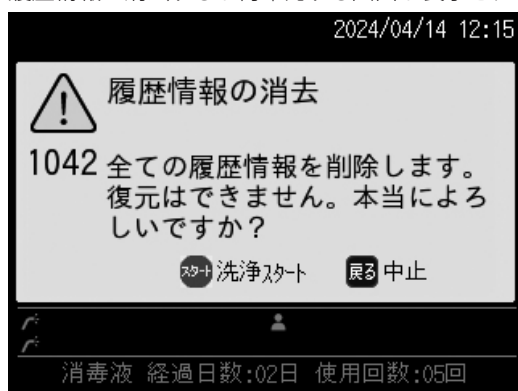 2024/04/14 12:15
履歴情報の消去
1042 全ての履歴情報を削除します。
復元はできません。本当によろ
しいですか？
スタート 洗浄スタート 戻る 中止
消毒液 経過日数:02日 使用回数:05回